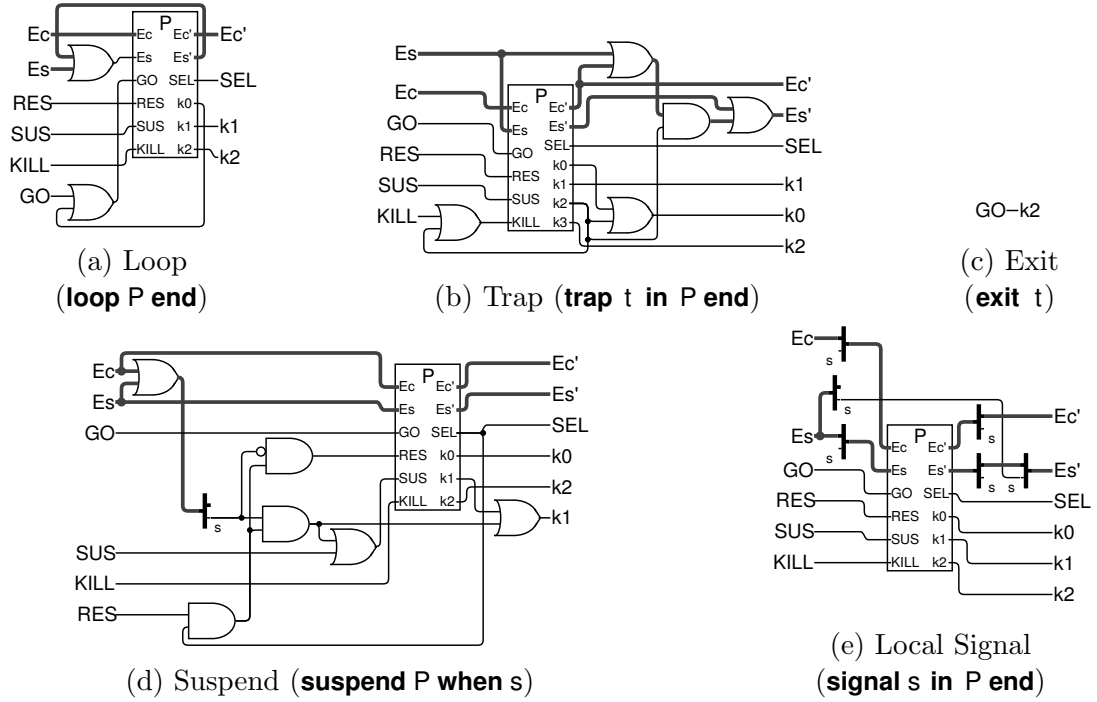 P
Ec Ec Ec' Ec'
Es Es Es'
GO SEL SEL
RES RES k0
SUS SUS k1 k1
KILL KILL k2 k2
GO
(a) Loop
(loop P end)
Es
Ec P Ec'
Ec Ec'
GO Es Es' Es'
GO SEL SEL
RES RES k0
k1 k1
SUS SUS k2
KILL KILL k3 k0
k2
(b) Trap (trap t in P end)
GO k2
(c) Exit
(exit t)
P
Ec Ec Ec' Ec'
Es Es Es' Es'
GO GO SEL SEL
RES k0 k0
SUS k1 k2
KILL k2
s k1
SUS
KILL
RES
(d) Suspend (suspend P when s)
Ec s
s
Es s P s Ec'
Ec Ec'
GO Es Es' s s Es'
GO SEL SEL
RES RES k0 k0
SUS SUS k1 k1
KILL KILL k2
k2
(e) Local Signal
(signal s in P end)